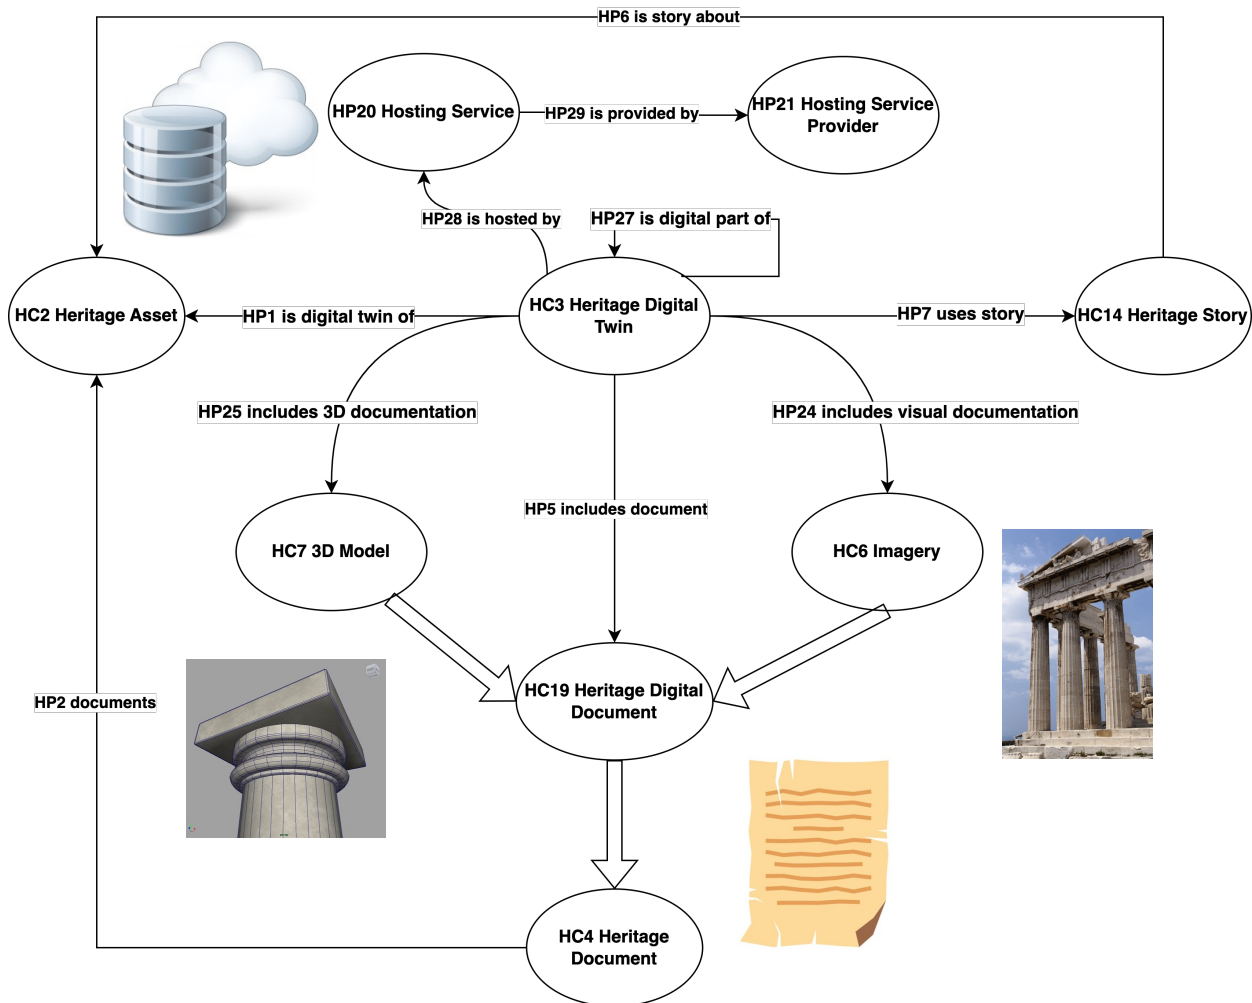 HP6 is story about
HP20 Hosting Service
HP29 is provided by
HP21 Hosting Service
Provider
HP28 is hosted by
HP27 is digital part of
HC2 Heritage Asset
HP1 is digital twin of
HC3 Heritage Digital
Twin
HP7 uses story
HC14 Heritage Story
HP25 includes 3D documentation
HP24 includes visual documentation
HP5 includes document
HC7 3D Model
HC6 Imagery
HP2 documents
HC19 Heritage Digital
Document
HC4 Heritage
Document